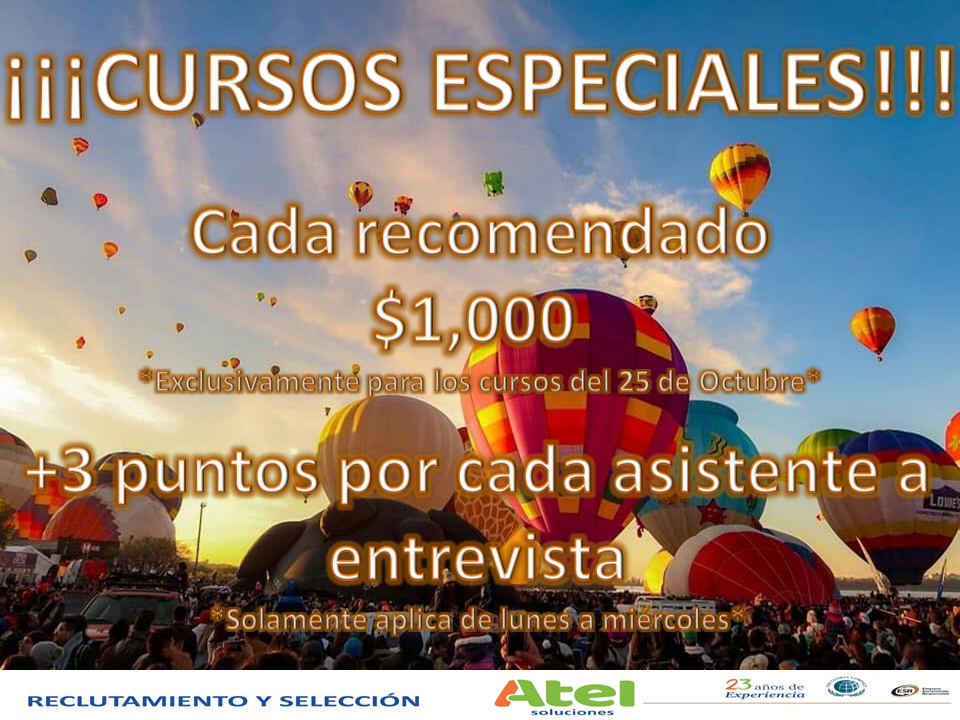 ¡¡¡CURSOS ESPECIALES!!!
Cada recomendado
$1,000
*Exclusivamente para los cursos del 25 de Octubre*
+3 puntos por cada asistente a
entrevista
*Solamente aplica de lunes a miércoles*
LOWE'S
RECLUTAMIENTO Y SELECCIÓN
Atel
soluciones
23 años de
Experiencia
ESR